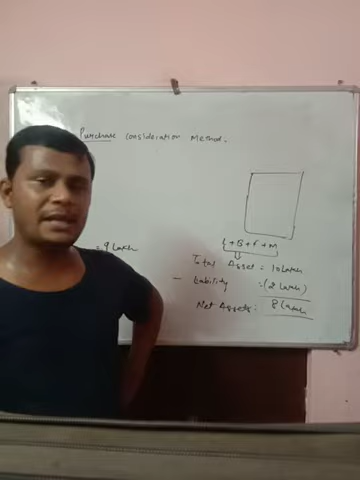 Purchase Consideration Method.
= 9 Lakh
L + B + F + M
Total Asset = 10 Lakh
- Liability :(2 Lakh)
Net Assets: 8 Lakh